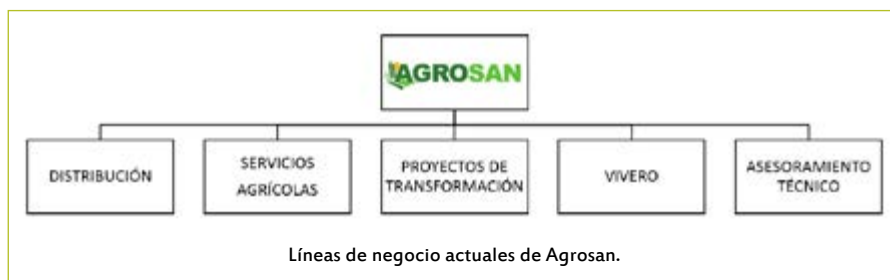 AGROSAN
DISTRIBUCIÓN
SERVICIOS
AGRÍCOLAS
PROYECTOS DE
TRANSFORMACIÓN
VIVERO
ASESORAMIENTO
TÉCNICO
Líneas de negocio actuales de Agrosan.